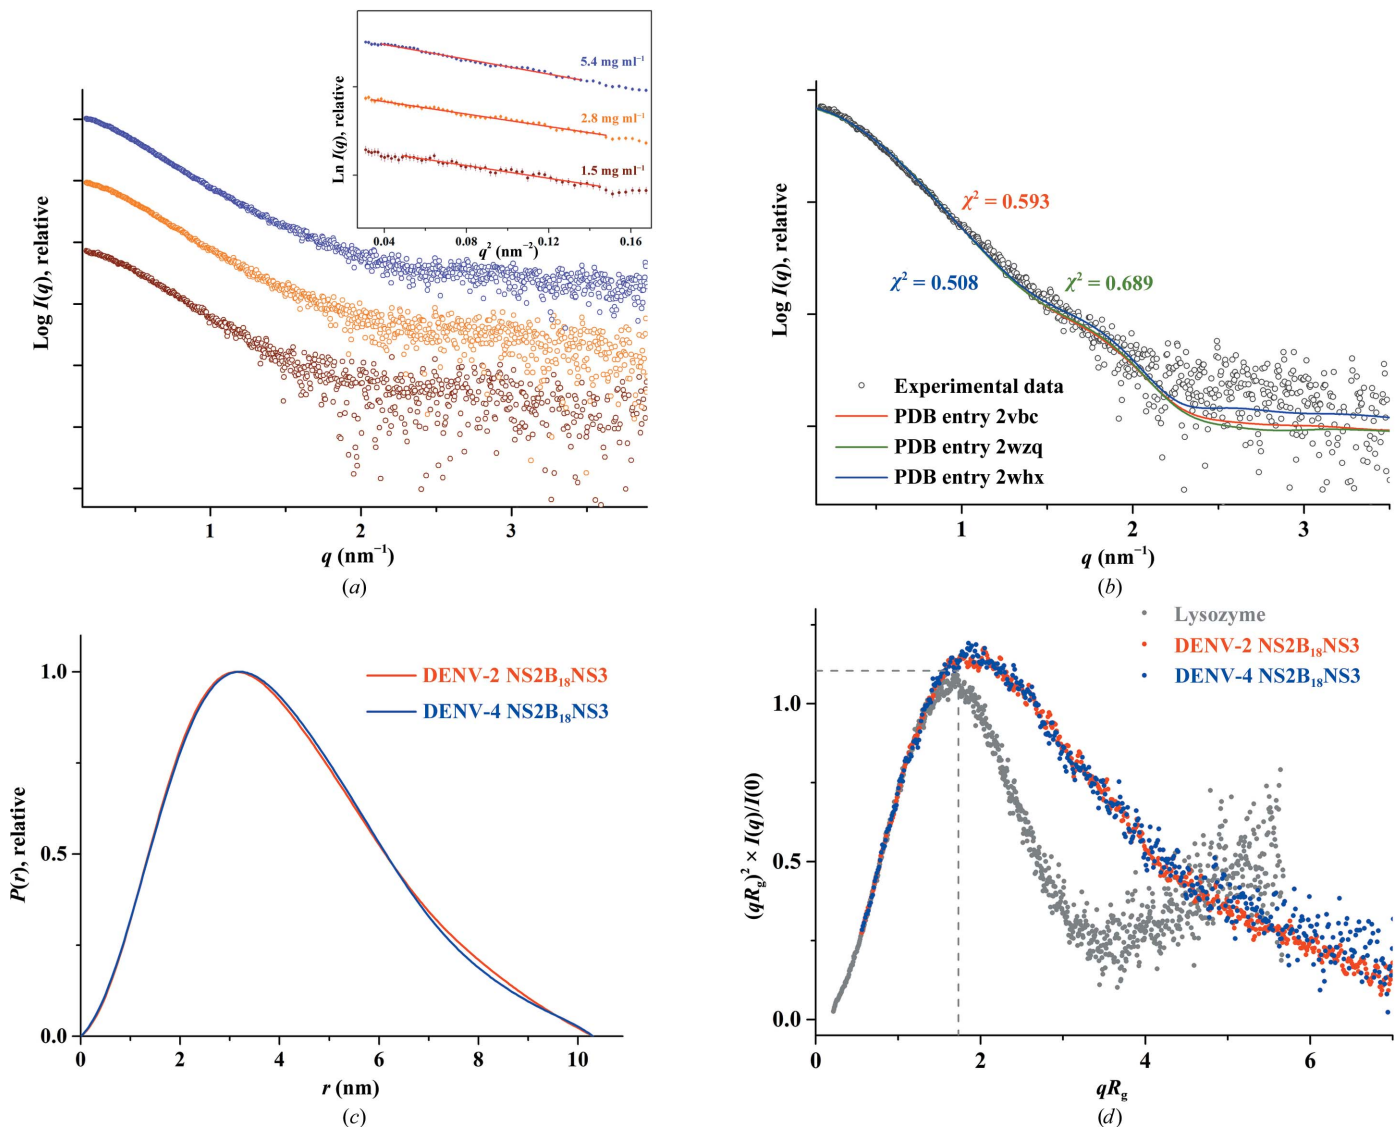 5.4 mg ml⁻¹
2.8 mg ml⁻¹
1.5 mg ml⁻¹
Ln I(q), relative
0.04 0.08 0.12 0.16
q² (nm⁻²)
Log I(q), relative
1 2 3
q (nm⁻¹)
(a)
χ² = 0.593
χ² = 0.508
χ² = 0.689
Experimental data
PDB entry 2vbc
PDB entry 2wzq
PDB entry 2whx
Log I(q), relative
1 2 3
q (nm⁻¹)
(b)
1.0
0.5
0.0
P(r), relative
DENV-2 NS2B₁₈NS3
DENV-4 NS2B₁₈NS3
0 2 4 6 8 10
r (nm)
(c)
Lysozyme
DENV-2 NS2B₁₈NS3
DENV-4 NS2B₁₈NS3
1.0
0.5
0.0
(qRg)² × I(q)/I(0)
0 2 4 6
qRg
(d)